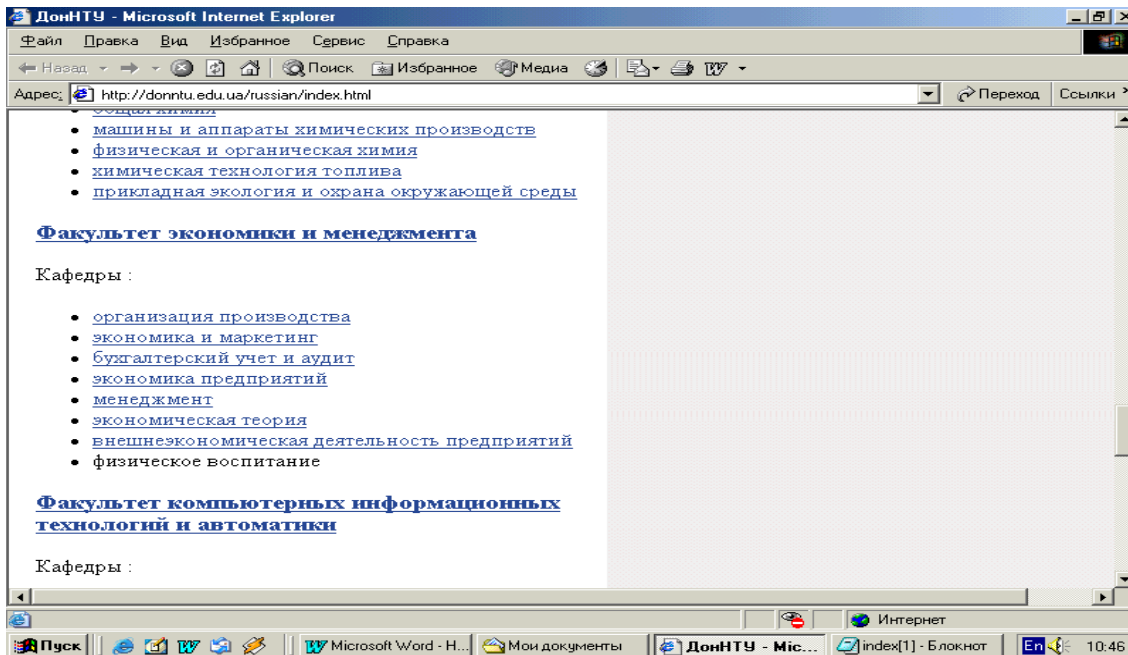 ДонНТУ - Microsoft Internet Explorer
Файл Правка Вид Избранное Сервис Справка
Назад Поиск Избранное Медиа
Адрес: http://donntu.edu.ua/russian/index.html Переход Ссылки »
общая химия
машины и аппараты химических производств
физическая и органическая химия
химическая технология топлива
прикладная экология и охрана окружающей среды
Факультет экономики и менеджмента
Кафедры :
организация производства
экономика и маркетинг
бухгалтерский учет и аудит
экономика предприятий
менеджмент
экономическая теория
внешнеэкономическая деятельность предприятий
физическое воспитание
Факультет компьютерных информационных
технологий и автоматики
Кафедры :
Интернет
Пуск Microsoft Word - Н... Мои документы ДонНТУ - Mic... index[1] - Блокнот En 10:46